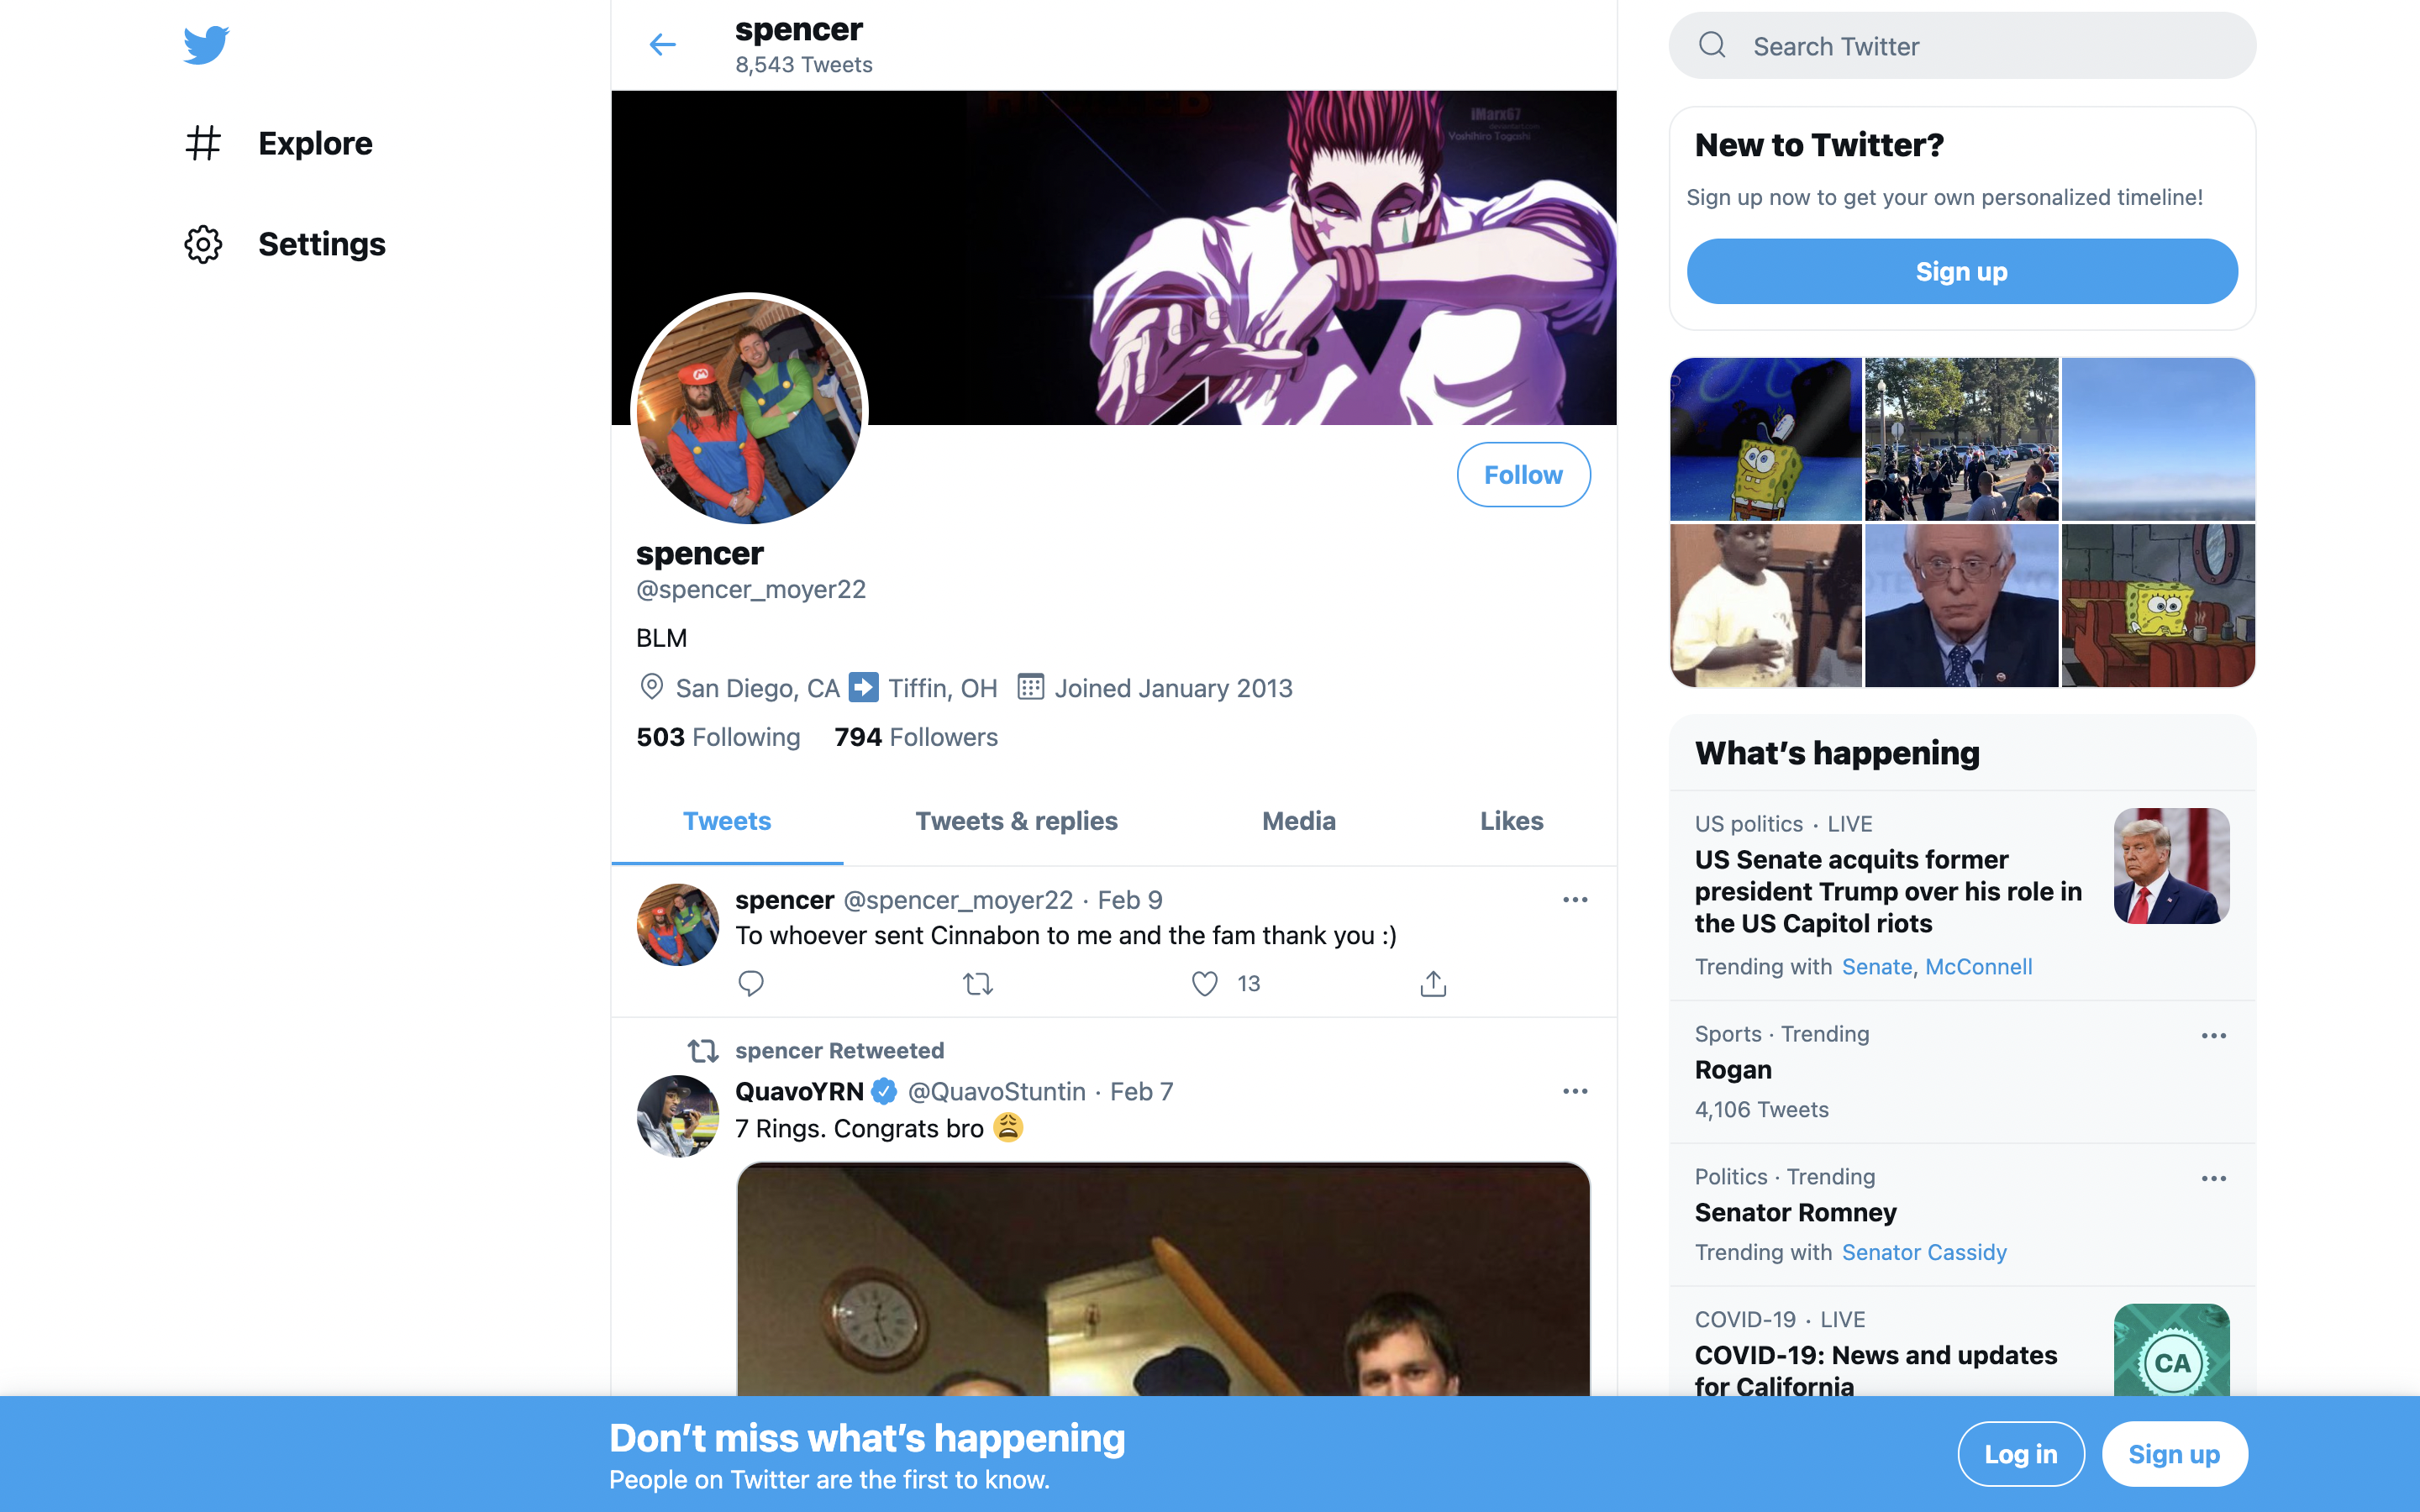 Explore
Settings
spencer
8,543 Tweets
iMarx67
Yoshihiro Togashi
Follow
spencer
@spencer_moyer22
BLM
San Diego, CA ➡ Tiffin, OH Joined January 2013
503 Following 794 Followers
Tweets Tweets & replies Media Likes
spencer @spencer_moyer22 · Feb 9
To whoever sent Cinnabon to me and the fam thank you :)
13
spencer Retweeted
QuavoYRN @QuavoStuntin · Feb 7
7 Rings. Congrats bro 😩
Search Twitter
New to Twitter?
Sign up now to get your own personalized timeline!
Sign up
What's happening
US politics · LIVE
US Senate acquits former
president Trump over his role in
the US Capitol riots
Trending with Senate, McConnell
Sports · Trending
Rogan
4,106 Tweets
Politics · Trending
Senator Romney
Trending with Senator Cassidy
COVID-19 · LIVE
COVID-19: News and updates
for California
CA
Don't miss what's happening
People on Twitter are the first to know.
Log in
Sign up